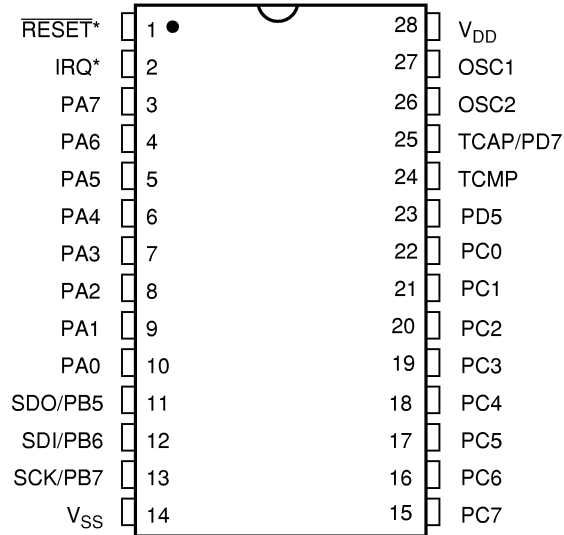 RESET* 1 28 VDD
IRQ* 2 27 OSC1
PA7 3 26 OSC2
PA6 4 25 TCAP/PD7
PA5 5 24 TCMP
PA4 6 23 PD5
PA3 7 22 PC0
PA2 8 21 PC1
PA1 9 20 PC2
PA0 10 19 PC3
SDO/PB5 11 18 PC4
SDI/PB6 12 17 PC5
SCK/PB7 13 16 PC6
VSS 14 15 PC7